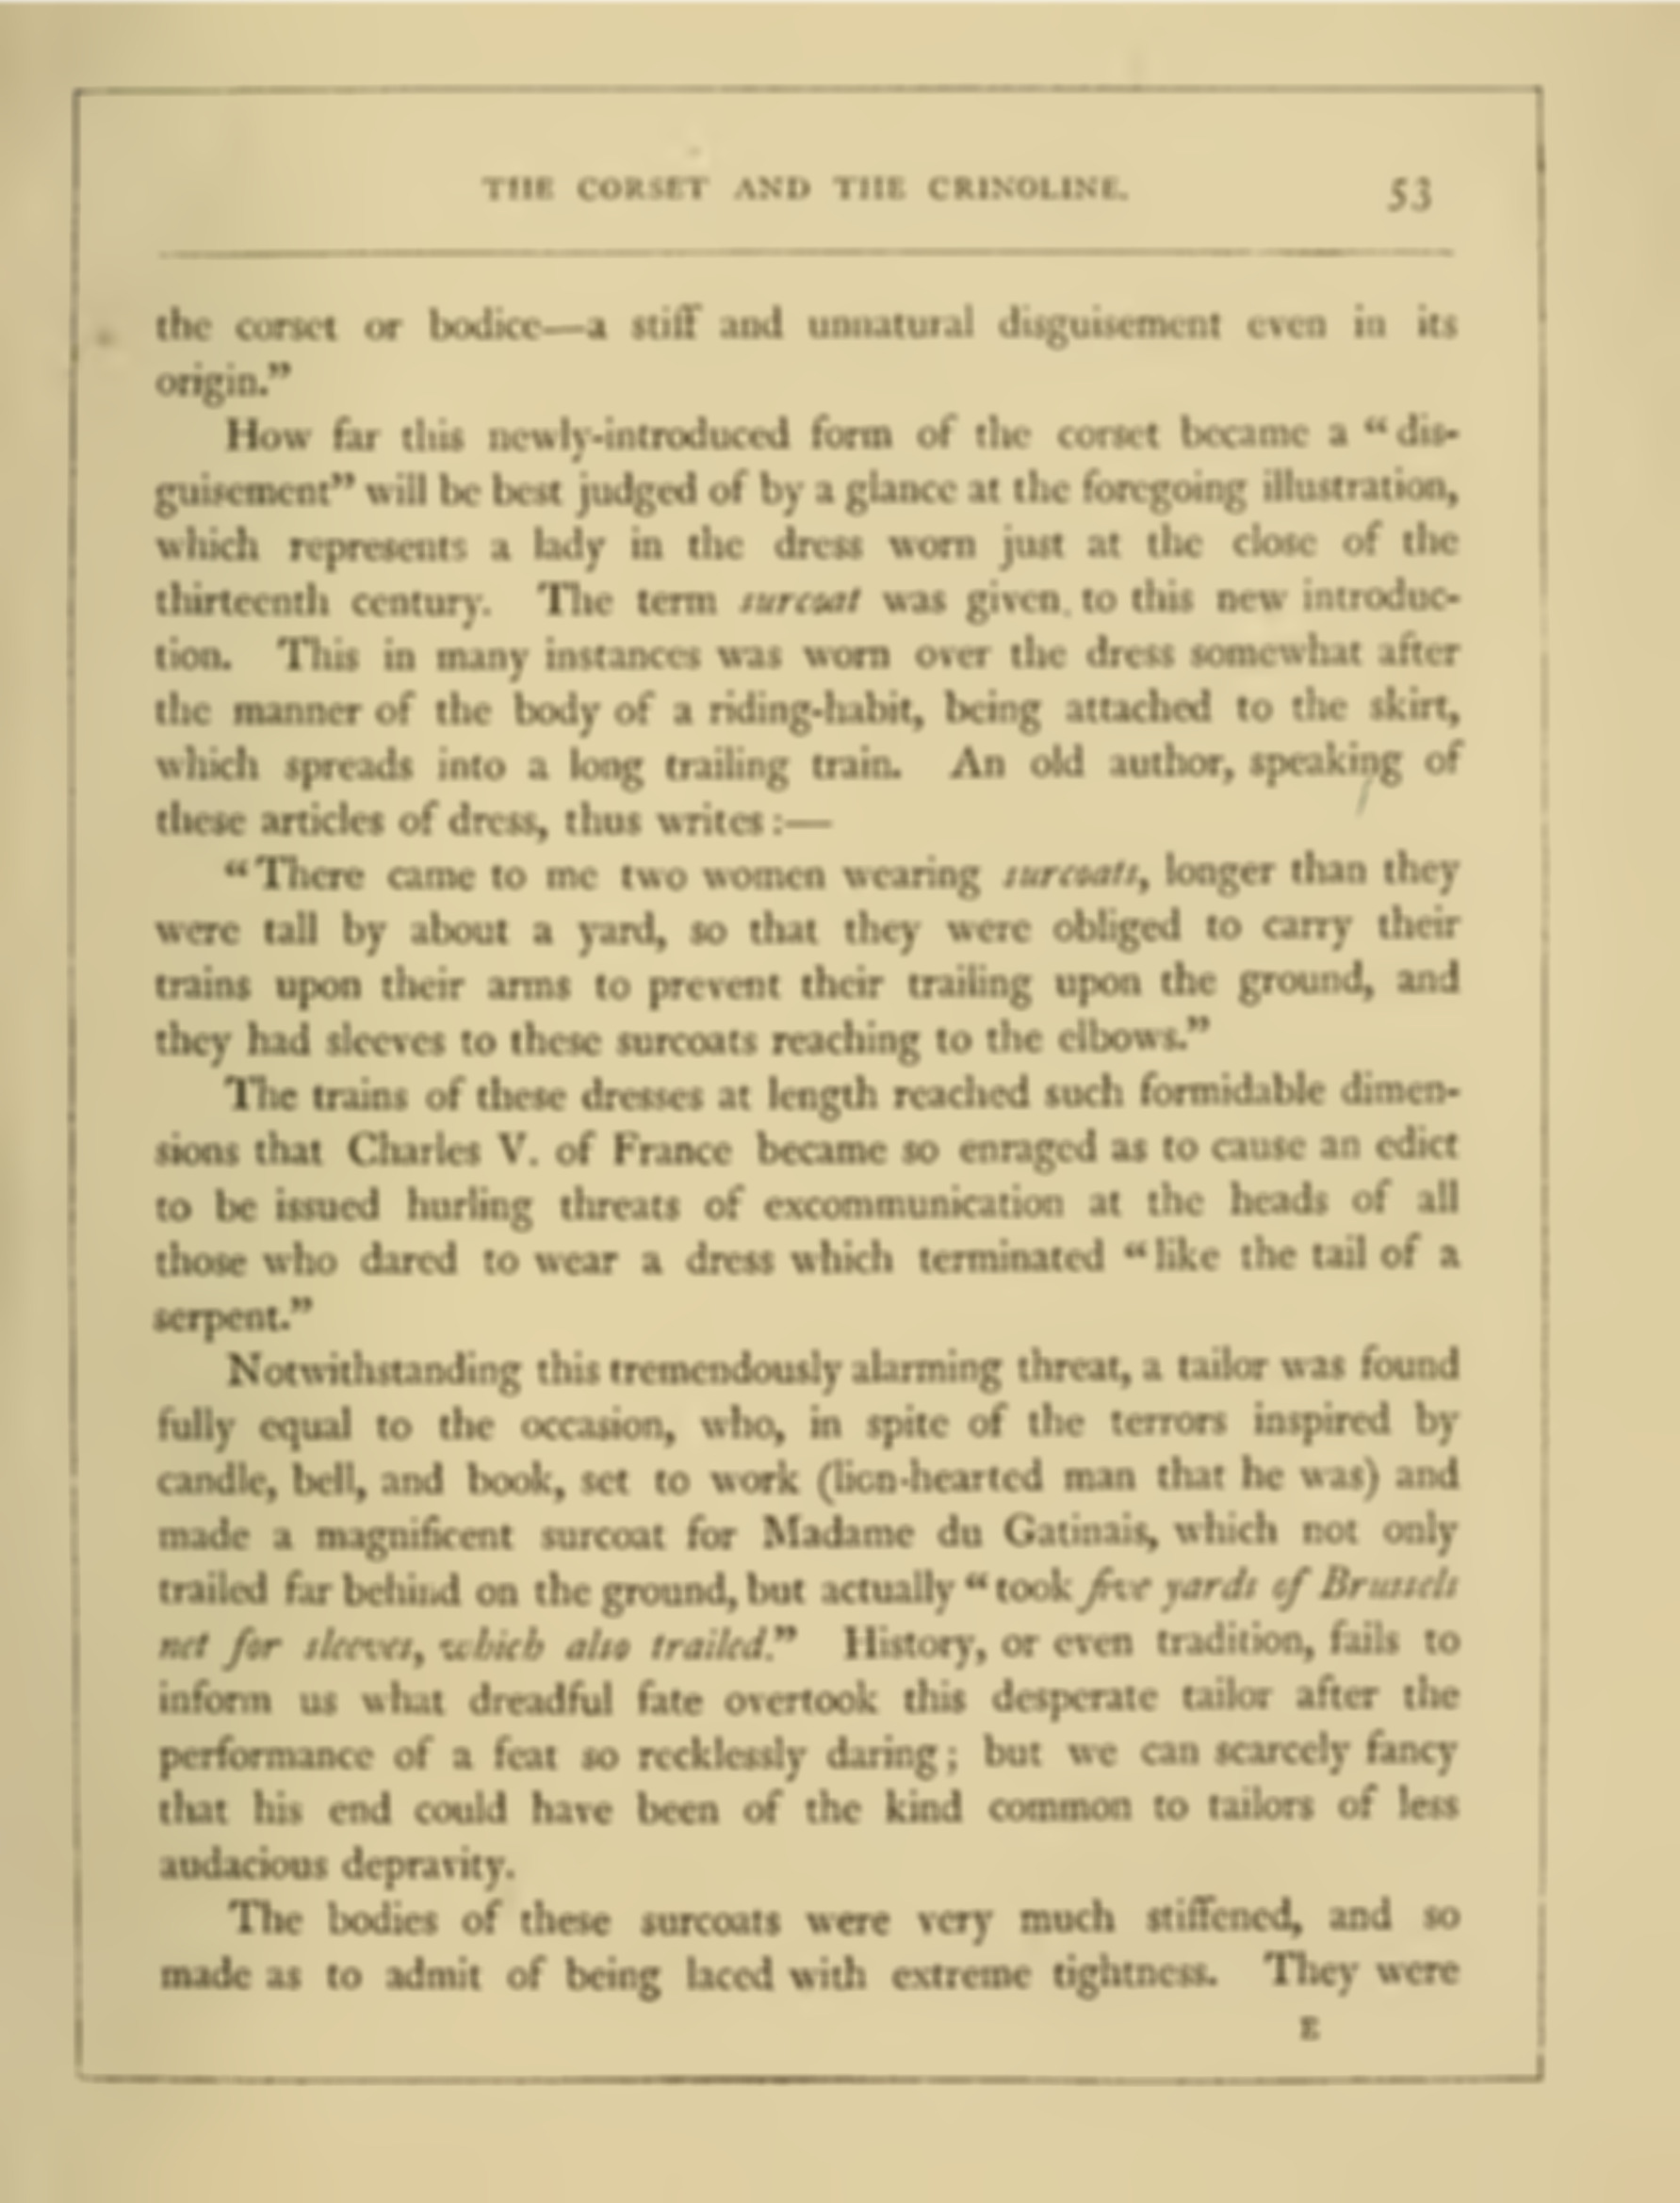 THE CORSET AND THE CRINOLINE. 53
the corset or bodice—a stiff and unnatural disguisement even in its
origin.”
How far this newly-introduced form of the corset became a “dis-
guisement” will be best judged of by a glance at the foregoing illustration,
which represents a lady in the dress worn just at the close of the
thirteenth century. The term surcoat was given to this new introduc-
tion. This in many instances was worn over the dress somewhat after
the manner of the body of a riding-habit, being attached to the skirt,
which spreads into a long trailing train. An old author, speaking of
these articles of dress, thus writes:—
“There came to me two women wearing surcoats, longer than they
were tall by about a yard, so that they were obliged to carry their
trains upon their arms to prevent their trailing upon the ground, and
they had sleeves to these surcoats reaching to the elbows.”
The trains of these dresses at length reached such formidable dimen-
sions that Charles V. of France became so enraged as to cause an edict
to be issued hurling threats of excommunication at the heads of all
those who dared to wear a dress which terminated “like the tail of a
serpent.”
Notwithstanding this tremendously alarming threat, a tailor was found
fully equal to the occasion, who, in spite of the terrors inspired by
candle, bell, and book, set to work (lion-hearted man that he was) and
made a magnificent surcoat for Madame du Gatinais, which not only
trailed far behind on the ground, but actually “took five yards of Brussels
net for sleeves, which also trailed.” History, or even tradition, fails to
inform us what dreadful fate overtook this desperate tailor after the
performance of a feat so recklessly daring; but we can scarcely fancy
that his end could have been of the kind common to tailors of less
audacious depravity.
The bodies of these surcoats were very much stiffened, and so
made as to admit of being laced with extreme tightness. They were
E